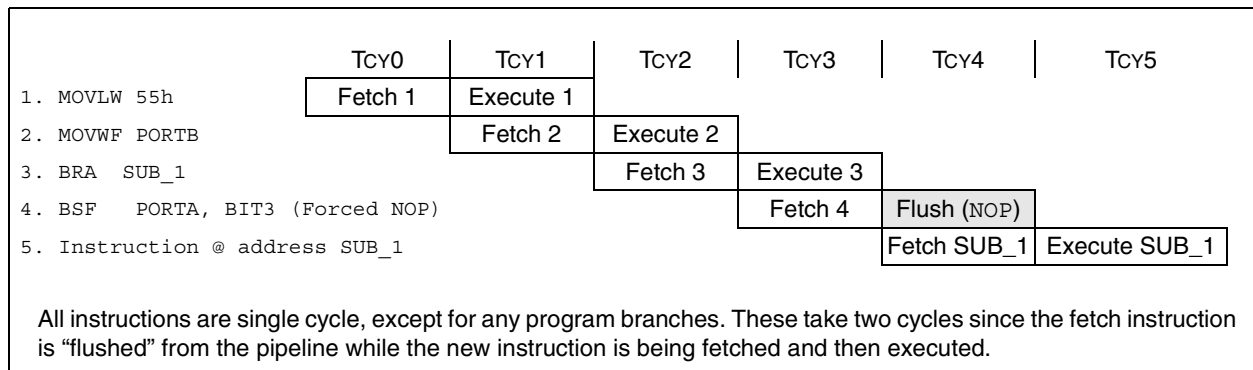 TCY0 TCY1 TCY2 TCY3 TCY4 TCY5
1. MOVLW 55h Fetch 1 Execute 1
2. MOVWF PORTB Fetch 2 Execute 2
3. BRA SUB_1 Fetch 3 Execute 3
4. BSF PORTA, BIT3 (Forced NOP) Fetch 4 Flush (NOP)
5. Instruction @ address SUB_1 Fetch SUB_1 Execute SUB_1
All instructions are single cycle, except for any program branches. These take two cycles since the fetch instruction
is “flushed” from the pipeline while the new instruction is being fetched and then executed.